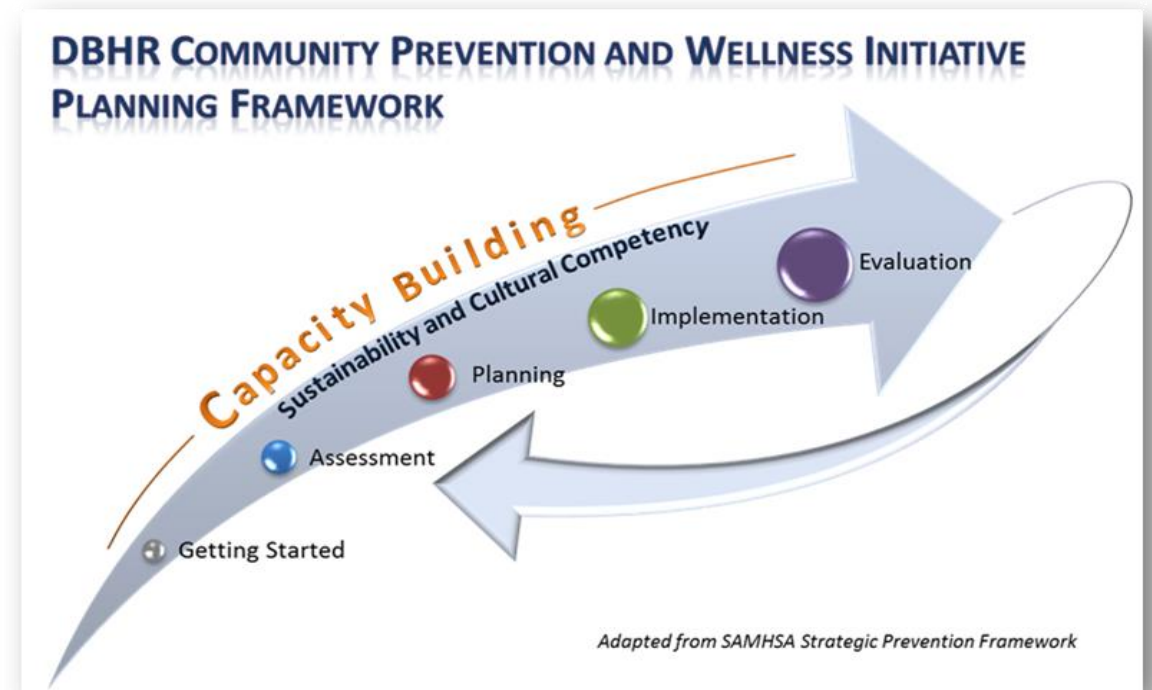 DBHR COMMUNITY PREVENTION AND WELLNESS INITIATIVE
PLANNING FRAMEWORK
Capacity Building
Sustainability and Cultural Competency
Evaluation
Implementation
Planning
Assessment
Getting Started
Adapted from SAMHSA Strategic Prevention Framework